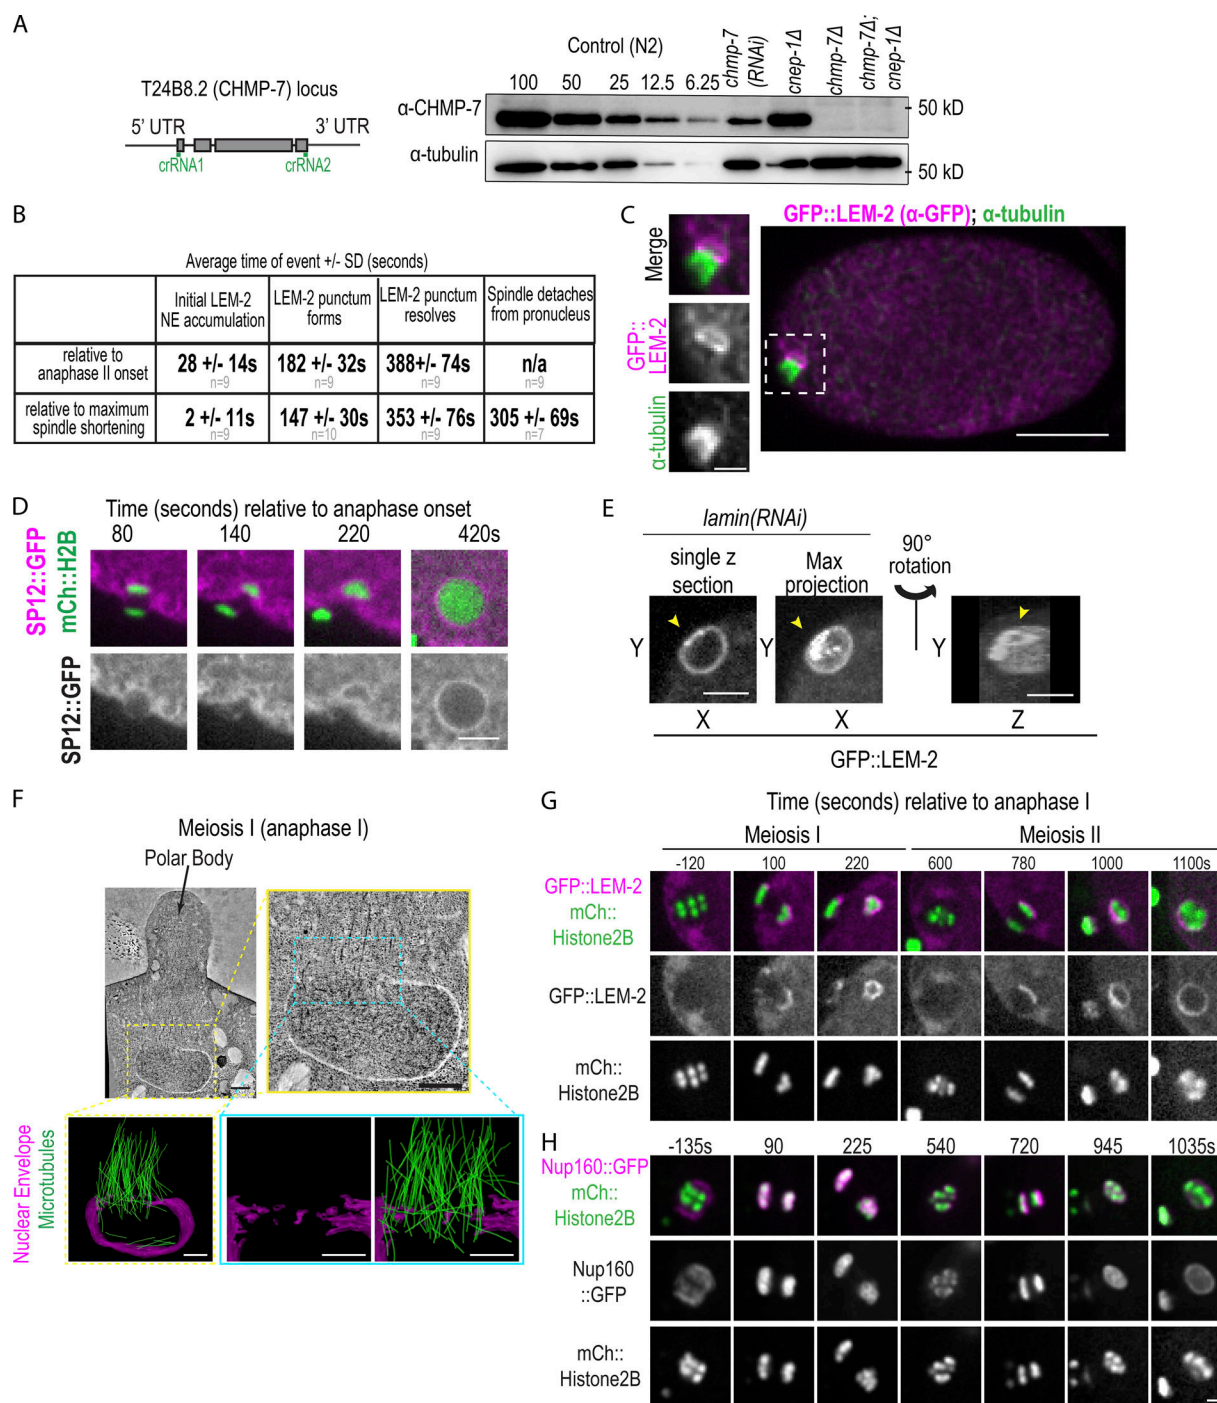 A
T24B8.2 (CHMP-7) locus
5' UTR
3' UTR
crRNA1
crRNA2
Control (N2)
100 50 25 12.5 6.25
chmp-7
(RNAi)
cnep-1Δ
chmp-7Δ
chmp-7Δ;
cnep-1Δ
α-CHMP-7
50 kD
α-tubulin
50 kD
B
Average time of event +/- SD (seconds)
Initial LEM-2
NE accumulation
LEM-2 punctum
forms
LEM-2 punctum
resolves
Spindle detaches
from pronucleus
relative to
anaphase II onset
28 +/- 14s
n=9
182 +/- 32s
n=9
388+/- 74s
n=9
n/a
relative to maximum
spindle shortening
2 +/- 11s
n=9
147 +/- 30s
n=10
353 +/- 76s
n=9
305 +/- 69s
n=7
C
GFP::LEM-2 (α-GFP); α-tubulin
Merge
GFP::
LEM-2
α-tubulin
D
Time (seconds) relative to anaphase onset
80 140 220 420s
SP12::GFP
mCh::H2B
SP12::GFP
E
lamin(RNAi)
single z
section
Max
projection
90°
rotation
Y
Y
Y
X
X
Z
GFP::LEM-2
F
Meiosis I (anaphase I)
Polar Body
Nuclear Envelope
Microtubules
G
Time (seconds) relative to anaphase I
Meiosis I
Meiosis II
-120 100 220 600 780 1000 1100s
GFP::LEM-2
mCh::
Histone2B
GFP::LEM-2
mCh::
Histone2B
H
-135s 90 225 540 720 945 1035s
Nup160::GFP
mCh::
Histone2B
Nup160
::GFP
mCh::
Histone2B